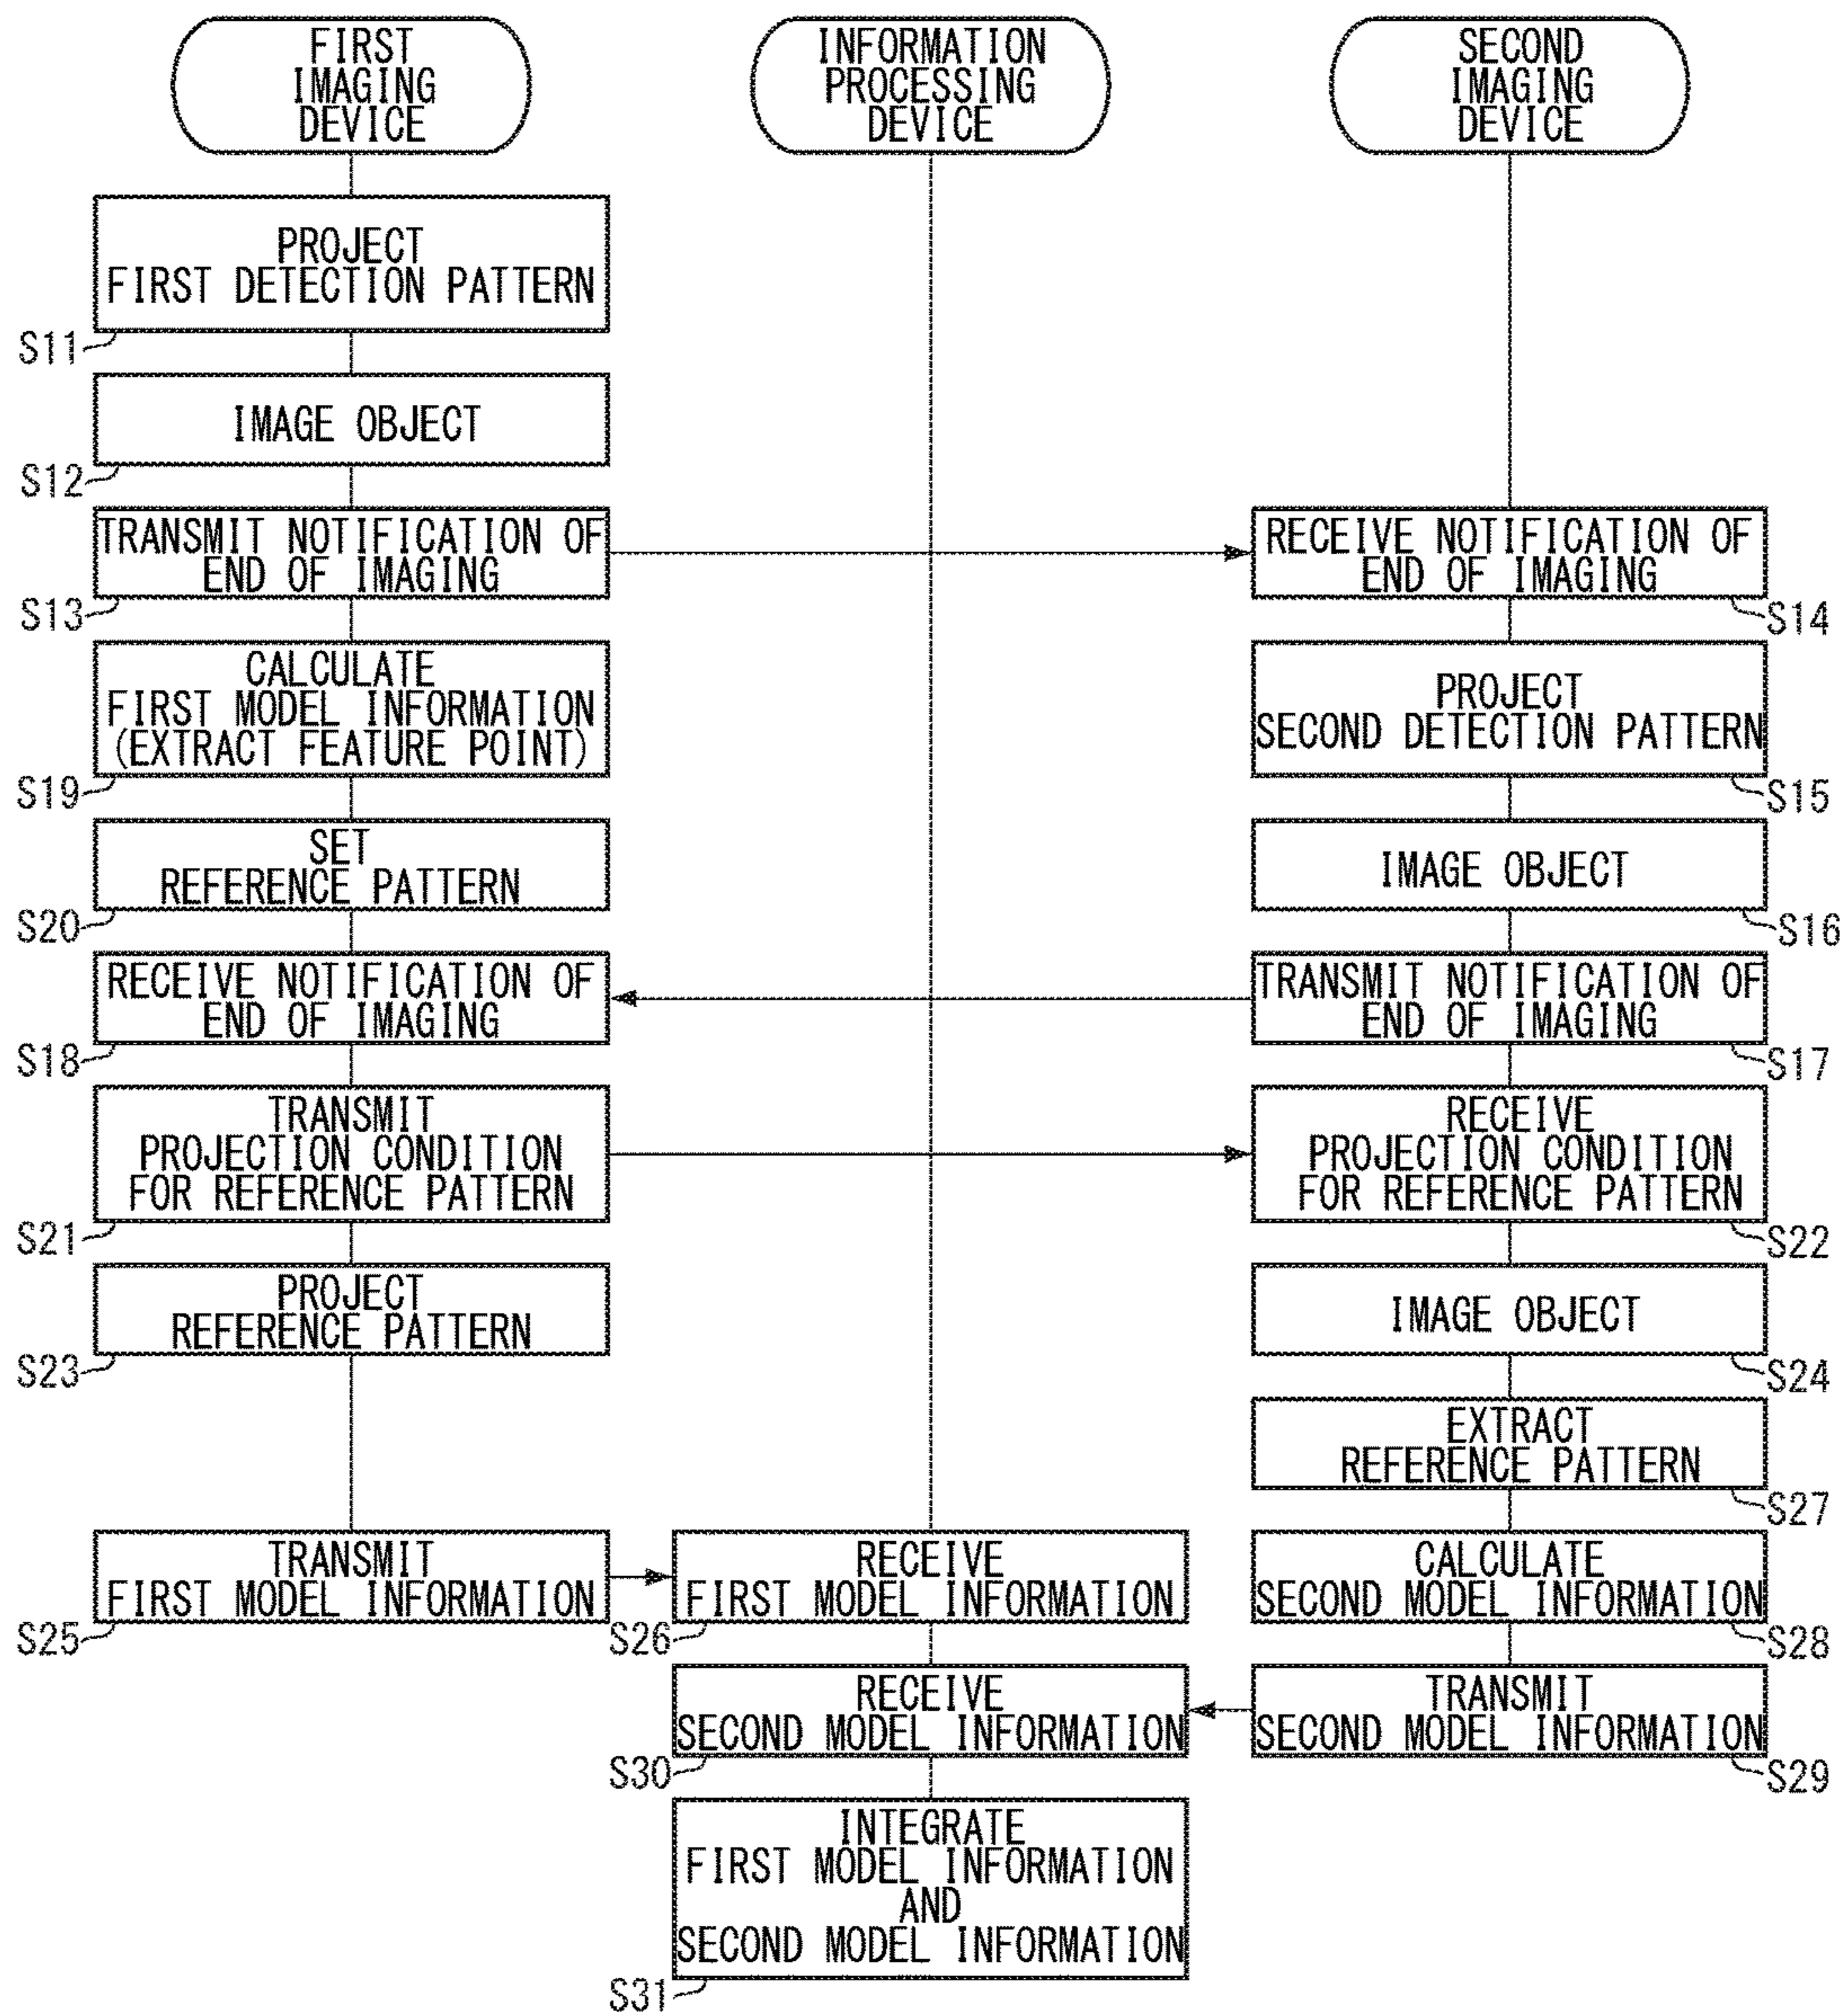 FIRST
IMAGING
DEVICE
INFORMATION
PROCESSING
DEVICE
SECOND
IMAGING
DEVICE
PROJECT
FIRST DETECTION PATTERN
S11
IMAGE OBJECT
S12
TRANSMIT NOTIFICATION OF
END OF IMAGING
S13
RECEIVE NOTIFICATION OF
END OF IMAGING
S14
CALCULATE
FIRST MODEL INFORMATION
(EXTRACT FEATURE POINT)
S19
PROJECT
SECOND DETECTION PATTERN
S15
SET
REFERENCE PATTERN
S20
IMAGE OBJECT
S16
RECEIVE NOTIFICATION OF
END OF IMAGING
S18
TRANSMIT NOTIFICATION OF
END OF IMAGING
S17
TRANSMIT
PROJECTION CONDITION
FOR REFERENCE PATTERN
S21
RECEIVE
PROJECTION CONDITION
FOR REFERENCE PATTERN
S22
PROJECT
REFERENCE PATTERN
S23
IMAGE OBJECT
S24
EXTRACT
REFERENCE PATTERN
S27
TRANSMIT
FIRST MODEL INFORMATION
S25
RECEIVE
FIRST MODEL INFORMATION
S26
CALCULATE
SECOND MODEL INFORMATION
S28
RECEIVE
SECOND MODEL INFORMATION
S30
TRANSMIT
SECOND MODEL INFORMATION
S29
INTEGRATE
FIRST MODEL INFORMATION
AND
SECOND MODEL INFORMATION
S31